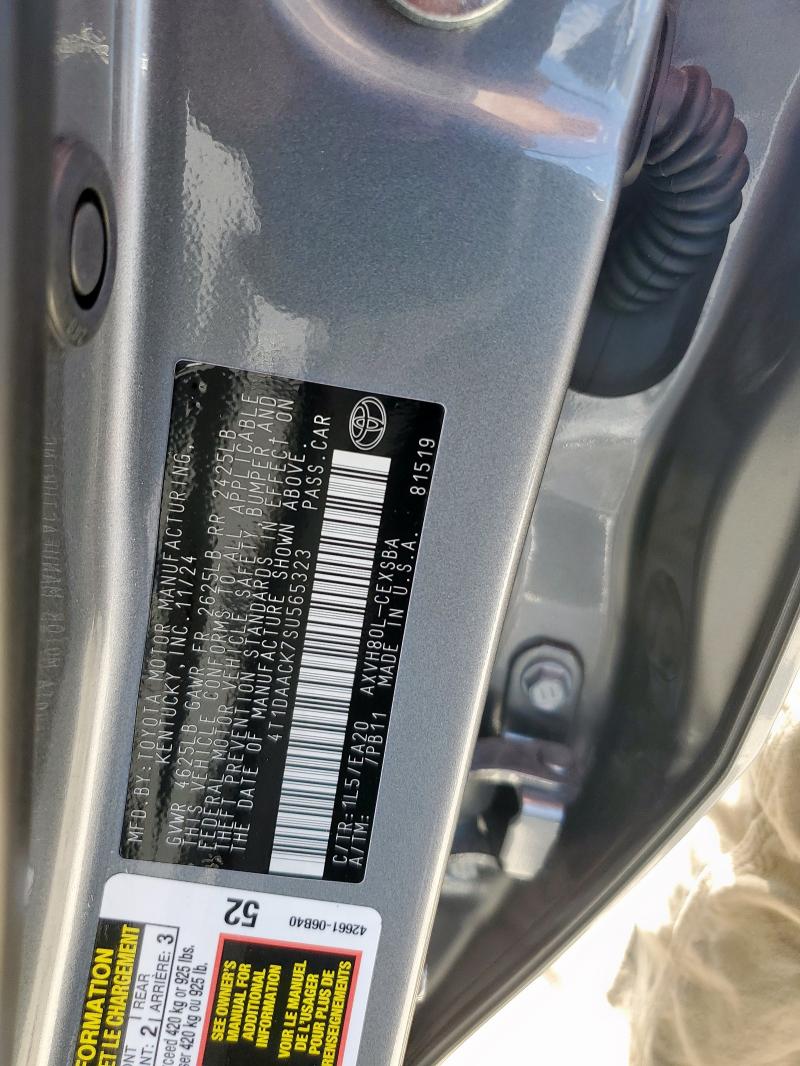 MFD.BY:TOYOTA MOTOR MANUFACTURING,
KENTUCKY, INC. 11/24
GVWR 4625LB GAWR FR 2625LB RR 2425LB
THIS VEHICLE CONFORMS TO ALL APPLICABLE
FEDERAL MOTOR VEHICLE SAFETY, BUMPER AND
THEFT PREVENTION STANDARDS IN EFFECT ON
THE DATE OF MANUFACTURE SHOWN ABOVE.
4T1DAACK7SU565323 PASS.CAR
C/TR:1L5/EA20 AXVH80L-CEXSBA
A/TM: /PB11 MADE IN U.S.A. 81519
52
42661-06B40
ET LE CHARGEMENT
2 REAR
ARRIÈRE: 3
420 kg or 925 lbs.
420 kg ou 925 lb.
SEE OWNER'S
MANUAL FOR
ADDITIONAL
INFORMATION
VOIR LE MANUEL
DE L'USAGER
POUR PLUS DE
RENSEIGNEMENTS